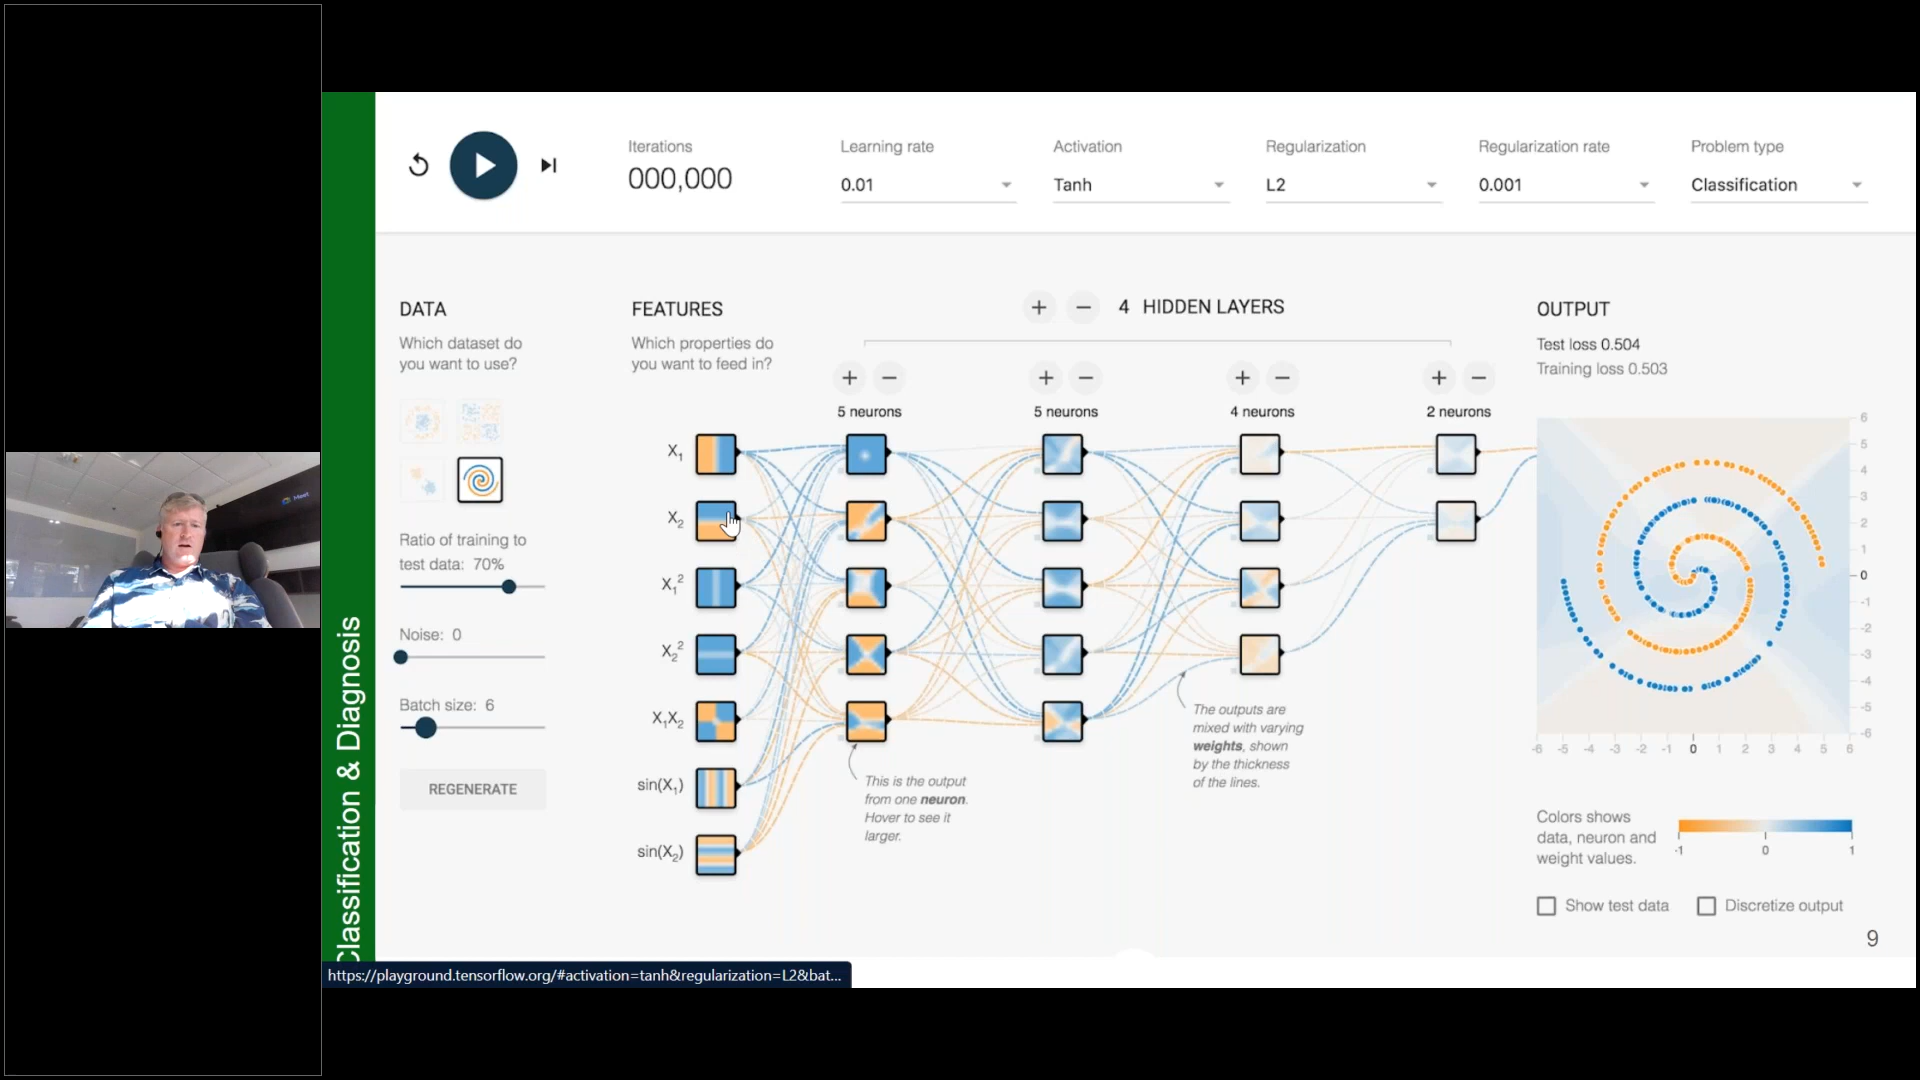 Iterations
000,000
Learning rate
0.01
Activation
Tanh
Regularization
L2
Regularization rate
0.001
Problem type
Classification
DATA
Which dataset do
you want to use?
Ratio of training to
test data: 70%
Noise: 0
Batch size: 6
REGENERATE
FEATURES
Which properties do
you want to feed in?
X₁
X₂
X₁²
X₂²
X₁X₂
sin(X₁)
sin(X₂)
+ − 4 HIDDEN LAYERS
+ −
5 neurons
+ −
5 neurons
+ −
4 neurons
+ −
2 neurons
This is the output
from one neuron.
Hover to see it
larger.
The outputs are
mixed with varying
weights, shown
by the thickness
of the lines.
OUTPUT
Test loss 0.504
Training loss 0.503
6
5
4
3
2
1
0
-1
-2
-3
-4
-5
-6
-6 -5 -4 -3 -2 -1 0 1 2 3 4 5 6
Colors shows
data, neuron and
weight values.
-1 0 1
Show test data
Discretize output
9
Classification & Diagnosis
https://playground.tensorflow.org/#activation=tanh&regularization=L2&bat...
Meet